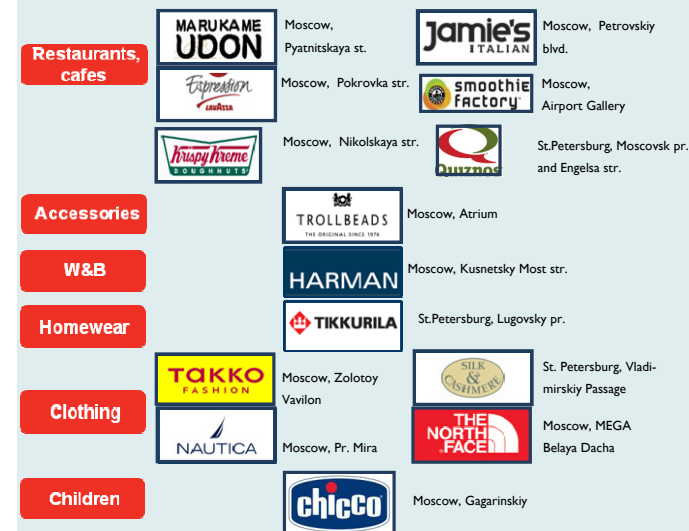 Restaurants,
cafes
MARUKAME
UDON
Moscow,
Pyatnitskaya st.
Jamie's
ITALIAN
Moscow, Petrovskiy
blvd.
Expression
LAVAZZA
Moscow, Pokrovka str.
smoothie
factory
Moscow,
Airport Gallery
Krispy Kreme
DOUGHNUTS
Moscow, Nikolskaya str.
Quiznos
St.Petersburg, Moscovsk pr.
and Engelsa str.
Accessories
TROLLBEADS
THE ORIGINAL SINCE 1976
Moscow, Atrium
W&B
HARMAN
Moscow, Kusnetsky Most str.
Homewear
TIKKURILA
St.Petersburg, Lugovsky pr.
Clothing
TAKKO
FASHION
Moscow, Zolotoy
Vavilon
SILK
&
CASHMERE
St. Petersburg, Vladi-
mirskiy Passage
NAUTICA
Moscow, Pr. Mira
THE
NORTH
FACE
Moscow, MEGA
Belaya Dacha
Children
chicco
Moscow, Gagarinskiy